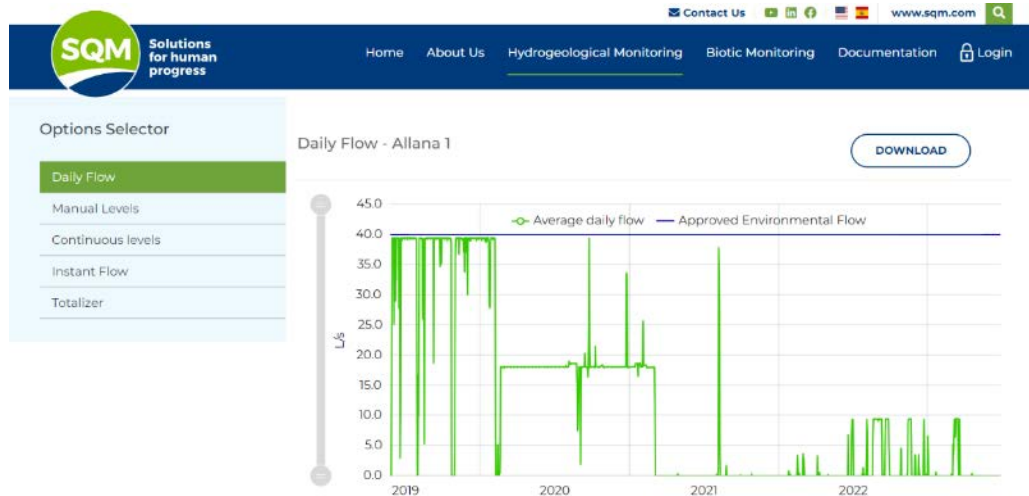 Contact Us www.sqm.com
SQM Solutions for human progress
Home About Us Hydrogeological Monitoring Biotic Monitoring Documentation Login
Options Selector
Daily Flow
Manual Levels
Continuous levels
Instant Flow
Totalizer
Daily Flow - Allana 1
DOWNLOAD
Average daily flow Approved Environmental Flow
L/s
45.0
40.0
35.0
30.0
25.0
20.0
15.0
10.0
5.0
0.0
2019 2020 2021 2022